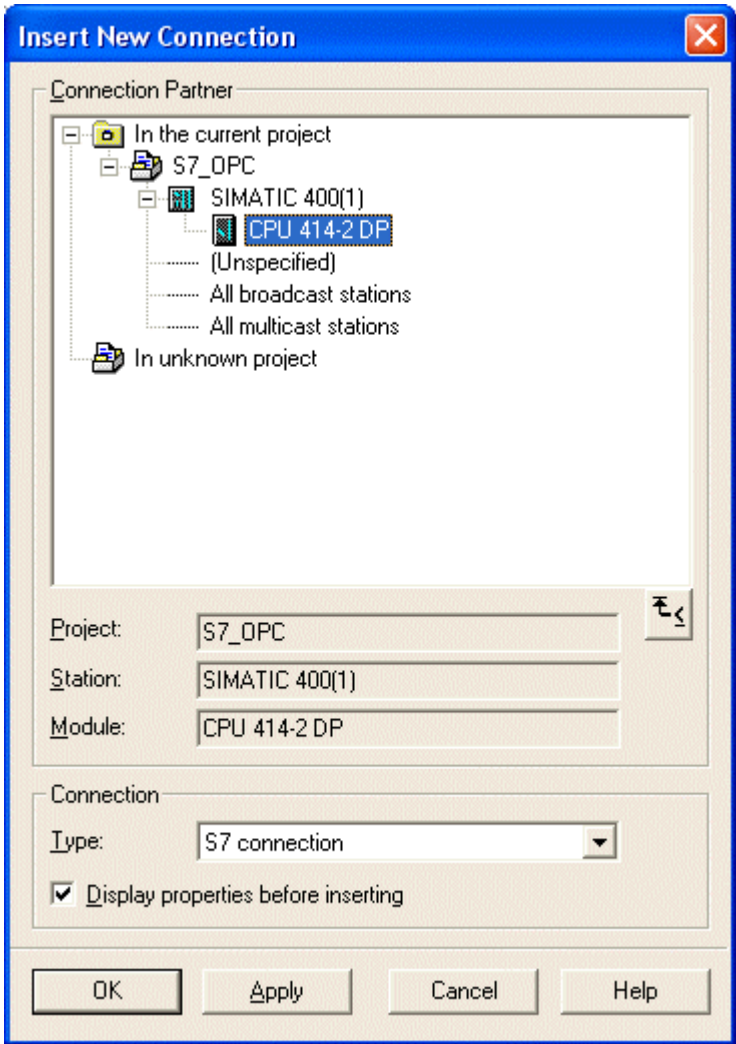 Insert New Connection
Connection Partner
In the current project
S7_OPC
SIMATIC 400(1)
CPU 414-2 DP
(Unspecified)
All broadcast stations
All multicast stations
In unknown project
Project: S7_OPC
Station: SIMATIC 400(1)
Module: CPU 414-2 DP
Connection
Type: S7 connection
Display properties before inserting
OK Apply Cancel Help